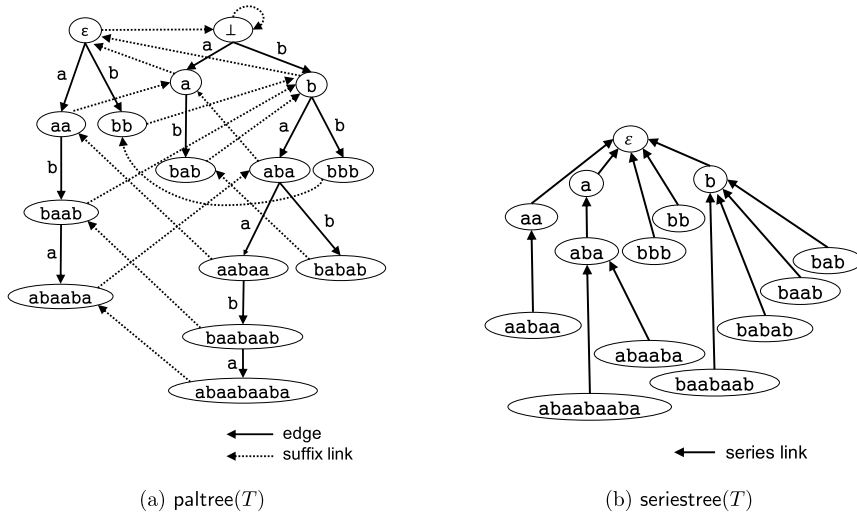 ε ⊥
a b
a b a b
aa bb bab aba bbb
b a b
baab aabaa babab
a b
abaaba baabaab
a
abaabaaba
edge
suffix link
(a) paltree(T)
ε
a b
aa bb
aba bbb bab
baab
aabaa babab
abaaba
baabaab
abaabaaba
series link
(b) seriestree(T)